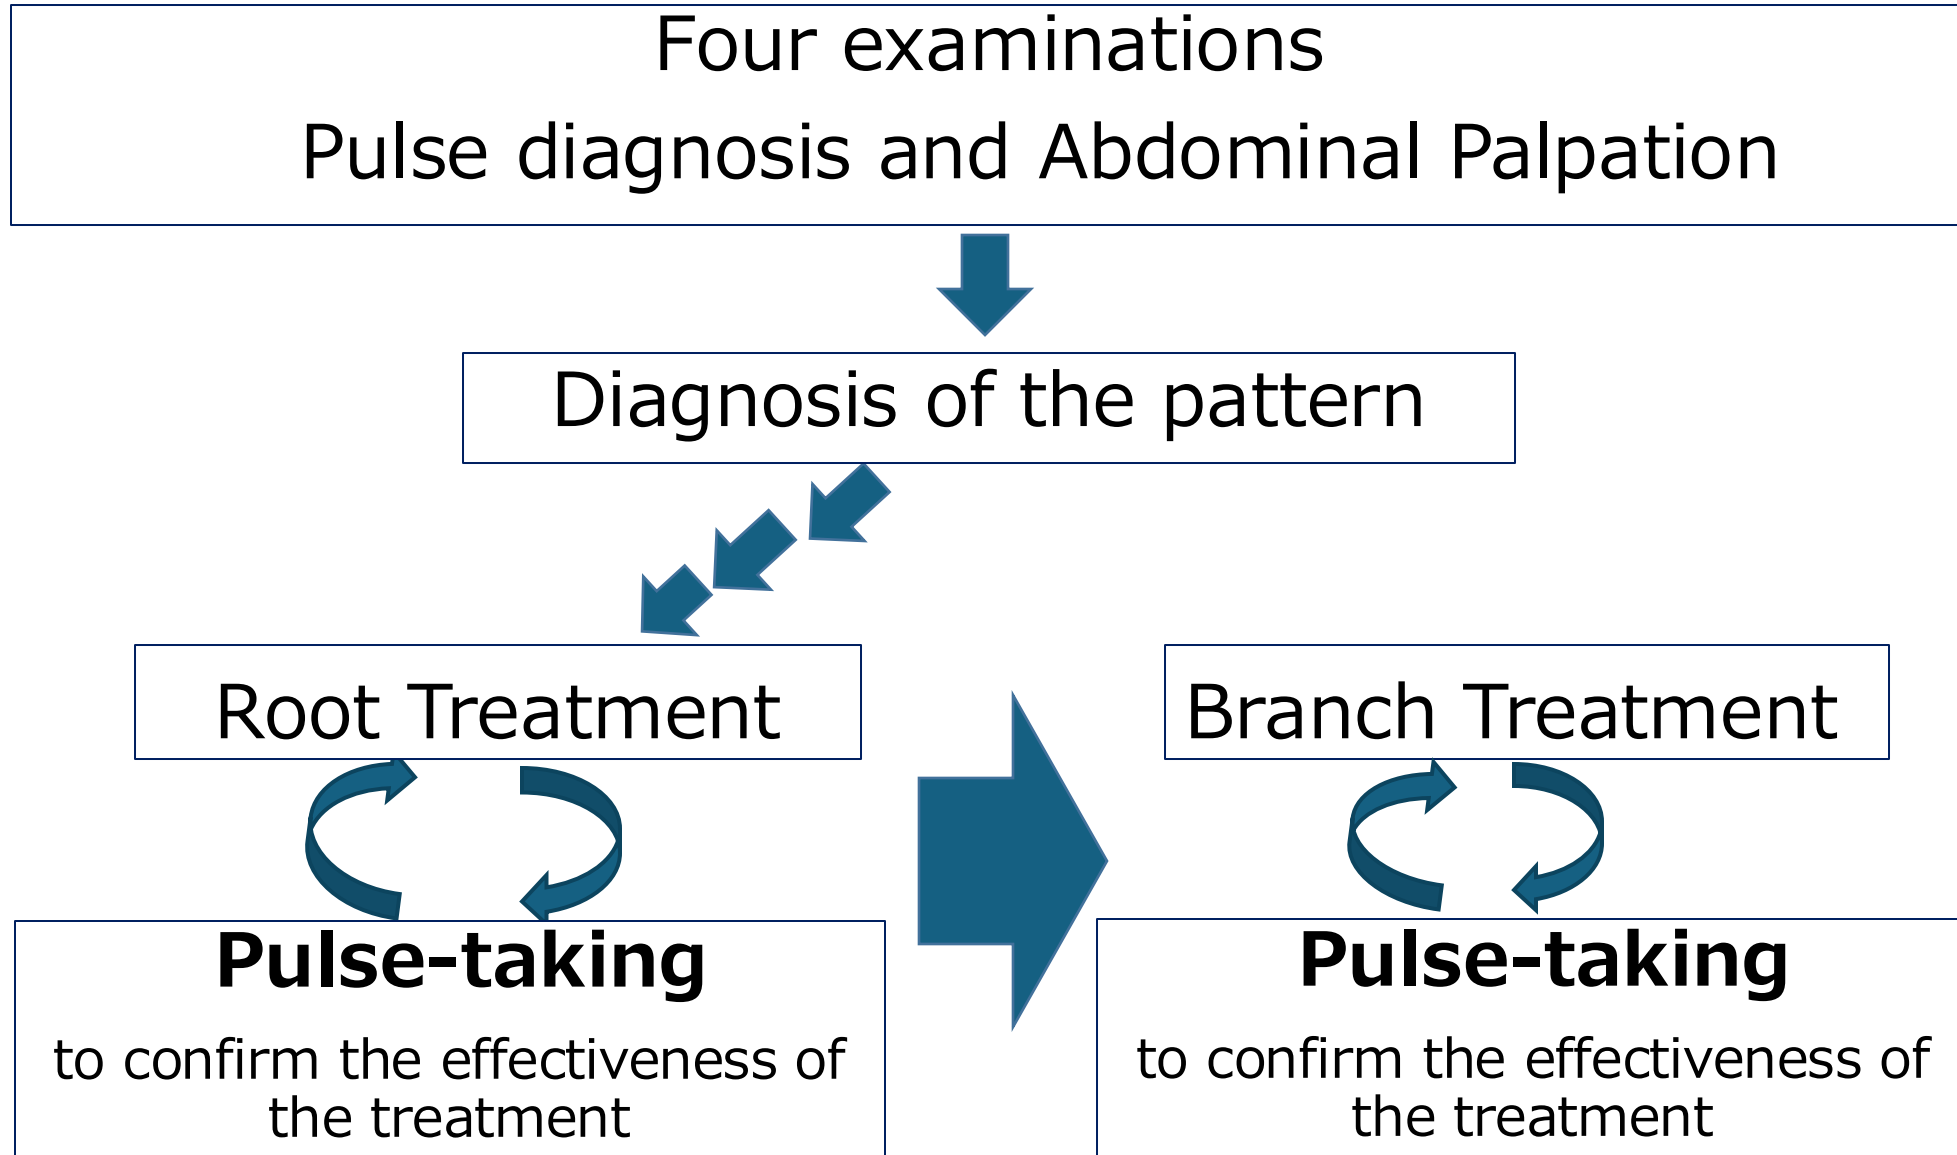 Four examinations
Pulse diagnosis and Abdominal Palpation
Diagnosis of the pattern
Root Treatment
Branch Treatment
Pulse-taking
to confirm the effectiveness of
the treatment
Pulse-taking
to confirm the effectiveness of
the treatment